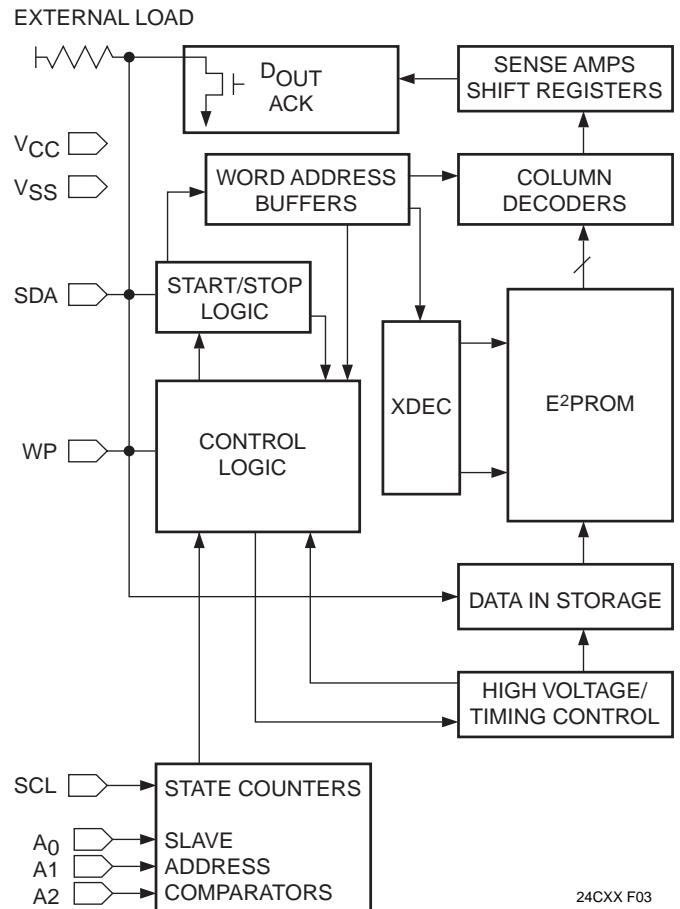 EXTERNAL LOAD
DOUT
ACK
SENSE AMPS
SHIFT REGISTERS
VCC
VSS
WORD ADDRESS
BUFFERS
COLUMN
DECODERS
SDA
START/STOP
LOGIC
XDEC
E2PROM
WP
CONTROL
LOGIC
DATA IN STORAGE
HIGH VOLTAGE/
TIMING CONTROL
SCL
STATE COUNTERS
A0
SLAVE
A1
ADDRESS
A2
COMPARATORS
24CXX F03